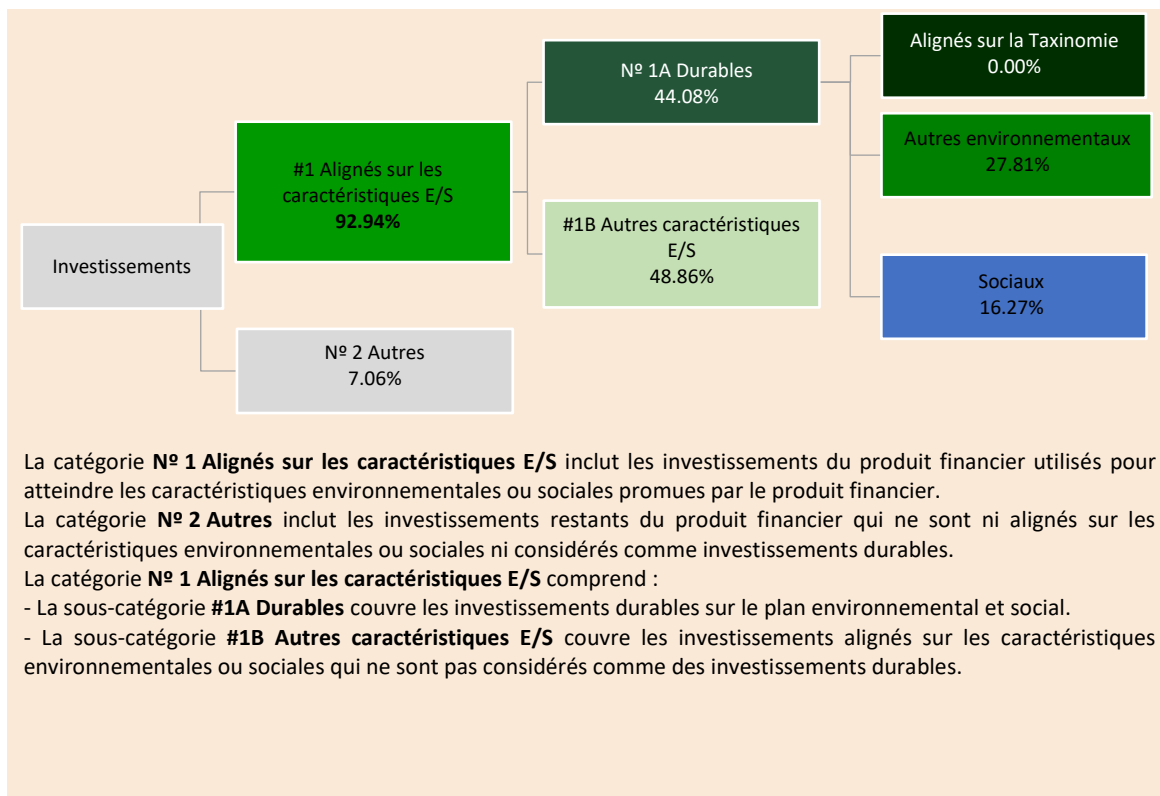 Investissements
#1 Alignés sur les
caractéristiques E/S
92.94%
Nº 2 Autres
7.06%
Nº 1A Durables
44.08%
#1B Autres caractéristiques
E/S
48.86%
Alignés sur la Taxinomie
0.00%
Autres environnementaux
27.81%
Sociaux
16.27%
La catégorie Nº 1 Alignés sur les caractéristiques E/S inclut les investissements du produit financier utilisés pour
atteindre les caractéristiques environnementales ou sociales promues par le produit financier.
La catégorie Nº 2 Autres inclut les investissements restants du produit financier qui ne sont ni alignés sur les
caractéristiques environnementales ou sociales ni considérés comme investissements durables.
La catégorie Nº 1 Alignés sur les caractéristiques E/S comprend :
- La sous-catégorie #1A Durables couvre les investissements durables sur le plan environnemental et social.
- La sous-catégorie #1B Autres caractéristiques E/S couvre les investissements alignés sur les caractéristiques
environnementales ou sociales qui ne sont pas considérés comme des investissements durables.